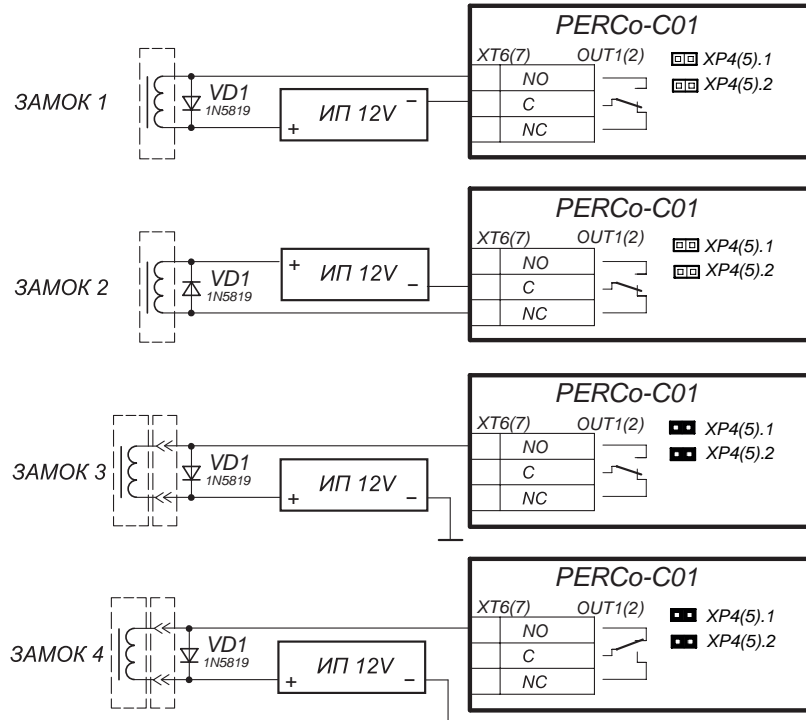 PERCo-C01
XT6(7) OUT1(2) XP4(5).1
NO
XP4(5).2
ЗАМОК 1
VD1
1N5819
ИП 12V
+ –
C
NC
PERCo-C01
XT6(7) OUT1(2) XP4(5).1
NO
XP4(5).2
ЗАМОК 2
VD1
1N5819
+ ИП 12V –
C
NC
PERCo-C01
XT6(7) OUT1(2) XP4(5).1
NO
XP4(5).2
ЗАМОК 3
VD1
1N5819
+ ИП 12V –
C
NC
PERCo-C01
XT6(7) OUT1(2) XP4(5).1
NO
XP4(5).2
ЗАМОК 4
VD1
1N5819
+ ИП 12V –
C
NC